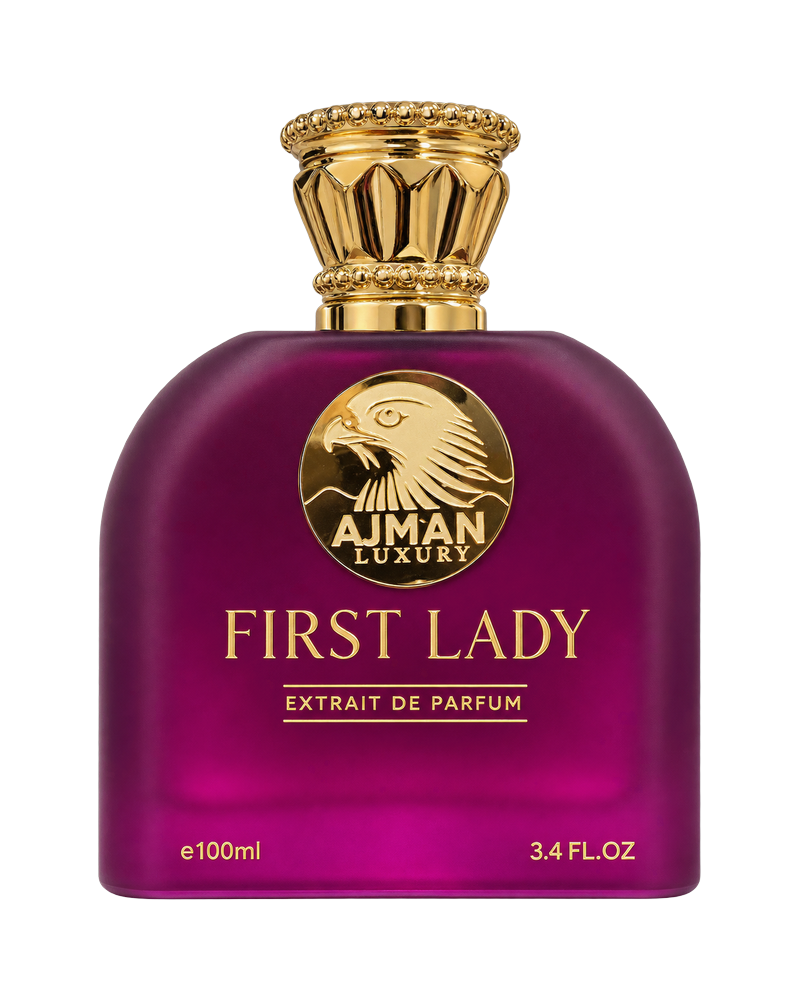 AJMAN
LUXURY
FIRST LADY
EXTRAIT DE PARFUM
e100ml
3.4 FL.OZ